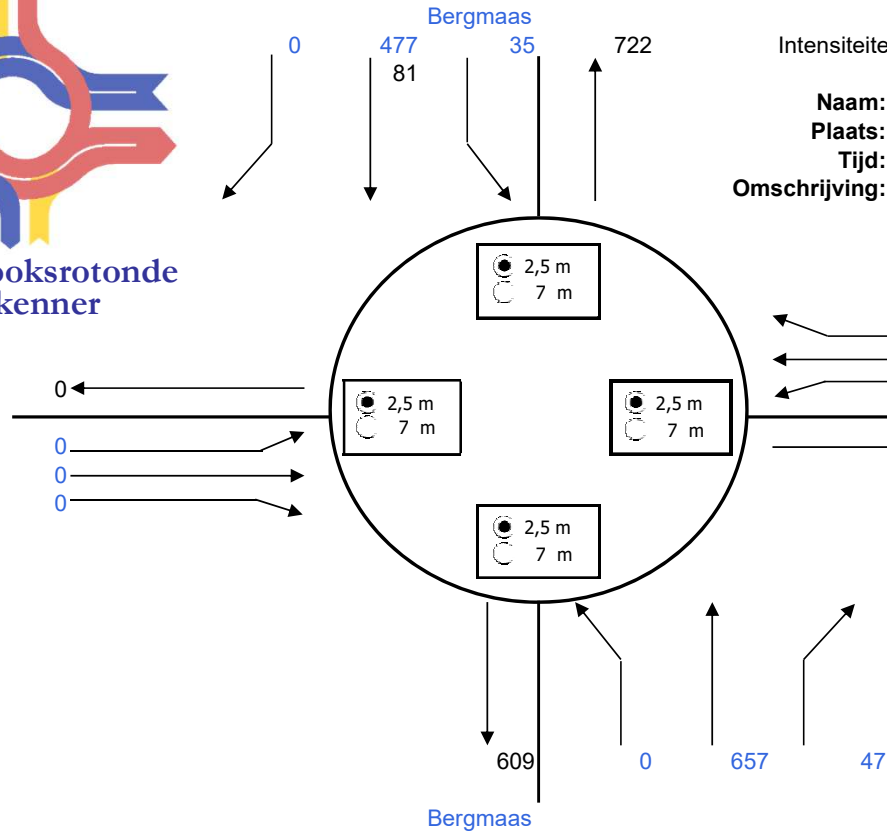 Bergmaas
0 477 35 722 Intensiteite
81
Naam:
Plaats:
Tijd:
Omschrijving:
ooksrotonde
kenner
2,5 m
7 m
0
2,5 m
7 m
2,5 m
7 m
0
0
0
2,5 m
7 m
609 0 657 47
Bergmaas